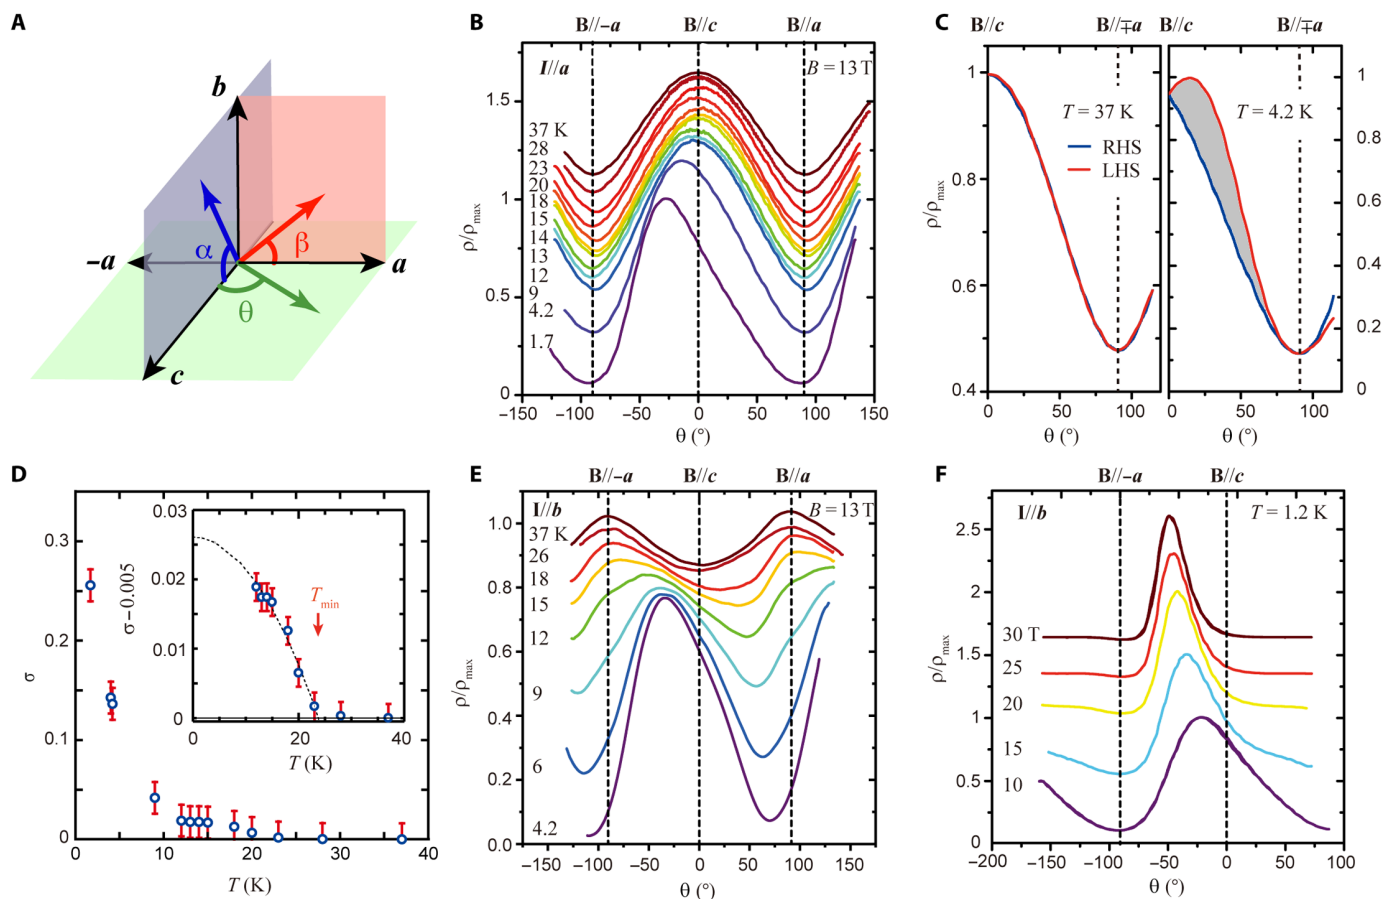 A
b
α
β
-a
a
θ
c
B
B//-a
B//c
B//a
I//a
B = 13 T
37 K
28
23
20
18
15
14
13
12
9
4.2
1.7
1.5
1
0.5
0
ρ/ρmax
−150 −100 −50 0 50 100 150
θ (°)
C
B//c
B//∓a
B//c
B//∓a
T = 37 K
RHS
LHS
T = 4.2 K
1.0
0.8
0.6
0.4
ρ/ρmax
0 50 100
θ (°)
0 50 100
θ (°)
1
0.8
0.6
0.4
0.2
0
ρ/ρmax
D
0.3
0.2
0.1
0
σ
0 10 20 30 40
T (K)
0.03
0.02
0.01
0
σ−0.005
Tmin
0 20 40
T (K)
E
B//-a
B//c
B//a
I//b
B = 13 T
37 K
26
18
15
12
9
6
4.2
1.0
0.8
0.6
0.4
0.2
0.0
ρ/ρmax
−150 −100 −50 0 50 100 150
θ (°)
F
B//-a
B//c
I//b
T = 1.2 K
30 T
25
20
15
10
2.5
2.0
1.5
1.0
0.5
0
ρ/ρmax
−200 −150 −100 −50 0 50 100
θ (°)